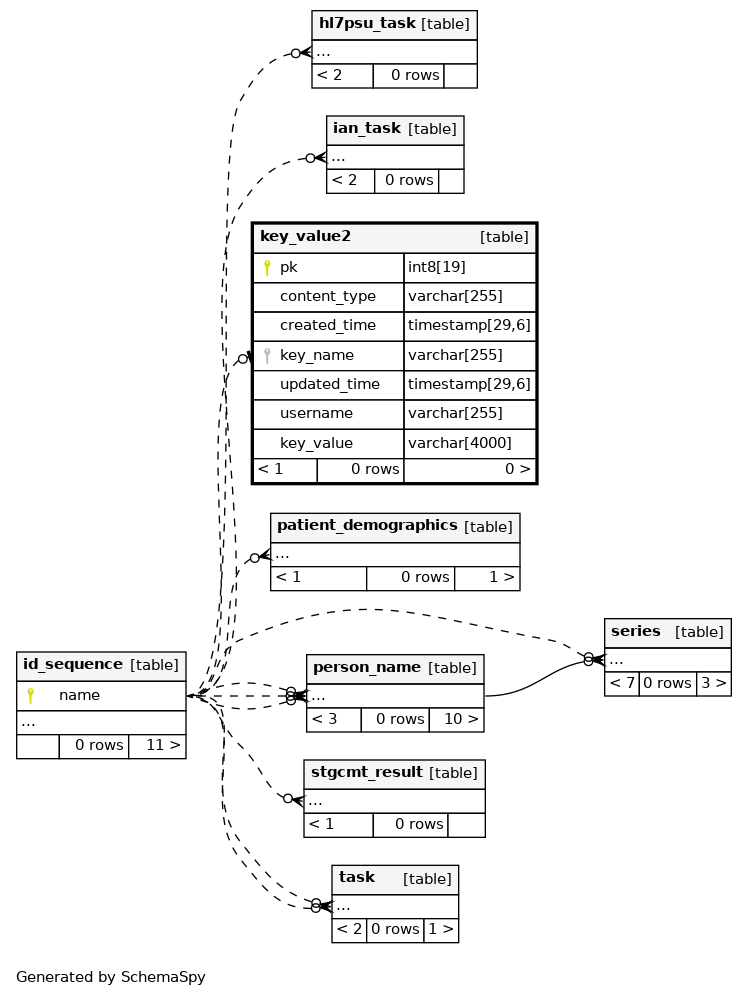 hl7psu_task [table]
...
< 2 0 rows
ian_task [table]
...
< 2 0 rows
key_value2 [table]
pk int8[19]
content_type varchar[255]
created_time timestamp[29,6]
key_name varchar[255]
updated_time timestamp[29,6]
username varchar[255]
key_value varchar[4000]
< 1 0 rows 0 >
patient_demographics [table]
...
< 1 0 rows 1 >
series [table]
...
< 7 0 rows 3 >
id_sequence [table]
name
...
0 rows 11 >
person_name [table]
...
< 3 0 rows 10 >
stgcmt_result [table]
...
< 1 0 rows
task [table]
...
< 2 0 rows 1 >
Generated by SchemaSpy